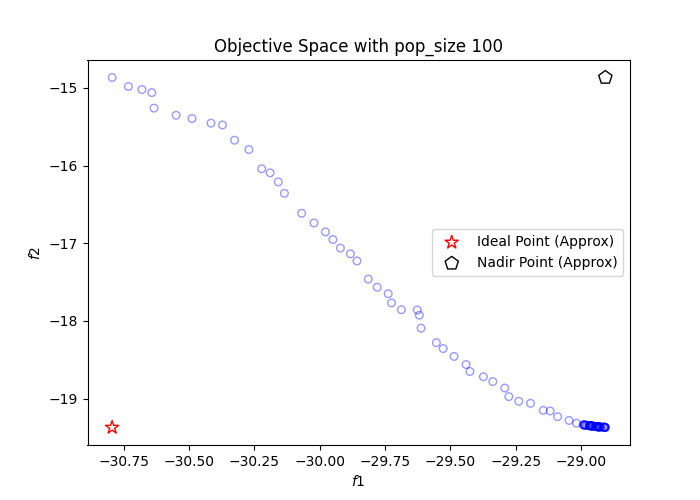 Objective Space with pop_size 100
−15
−16
−17
−18
−19
f2
Ideal Point (Approx)
Nadir Point (Approx)
−30.75 −30.50 −30.25 −30.00 −29.75 −29.50 −29.25 −29.00
f1